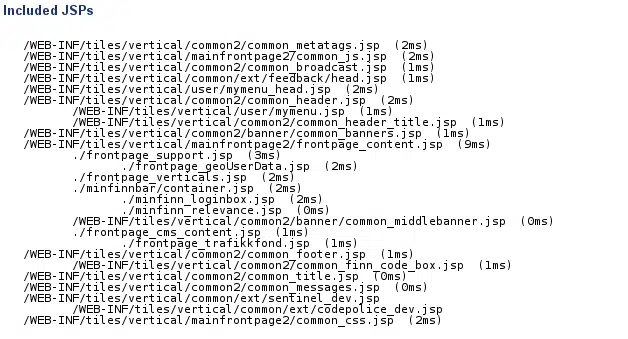 Included JSPs
/WEB-INF/tiles/vertical/common2/common_metatags.jsp (2ms)
/WEB-INF/tiles/vertical/mainfrontpage2/common_js.jsp (2ms)
/WEB-INF/tiles/vertical/common2/common_broadcast.jsp (1ms)
/WEB-INF/tiles/vertical/common/ext/feedback/head.jsp (1ms)
/WEB-INF/tiles/vertical/user/mymenu_head.jsp (2ms)
/WEB-INF/tiles/vertical/common2/common_header.jsp (2ms)
/WEB-INF/tiles/vertical/user/mymenu.jsp (1ms)
/WEB-INF/tiles/vertical/common2/common_header_title.jsp (1ms)
/WEB-INF/tiles/vertical/common2/banner/common_banners.jsp (1ms)
/WEB-INF/tiles/vertical/mainfrontpage2/frontpage_content.jsp (9ms)
./frontpage_support.jsp (3ms)
./frontpage_geoUserData.jsp (2ms)
./frontpage_verticals.jsp (2ms)
./minfinnbar/container.jsp (2ms)
./minfinn_loginbox.jsp (2ms)
./minfinn_relevance.jsp (0ms)
/WEB-INF/tiles/vertical/common2/banner/common_middlebanner.jsp (0ms)
./frontpage_cms_content.jsp (1ms)
./frontpage_trafikkfond.jsp (1ms)
/WEB-INF/tiles/vertical/common2/common_footer.jsp (1ms)
/WEB-INF/tiles/vertical/common2/common_finn_code_box.jsp (1ms)
/WEB-INF/tiles/vertical/common2/common_title.jsp (0ms)
/WEB-INF/tiles/vertical/common2/common_messages.jsp (0ms)
/WEB-INF/tiles/vertical/common/ext/sentinel_dev.jsp
/WEB-INF/tiles/vertical/common/ext/codepolice_dev.jsp
/WEB-INF/tiles/vertical/mainfrontpage2/common_css.jsp (2ms)